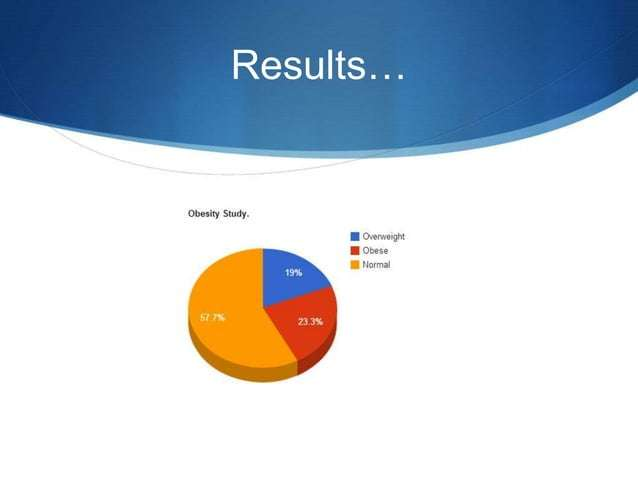 Results…
Obesity Study.
Overweight
Obese
Normal
19%
57.7%
23.3%